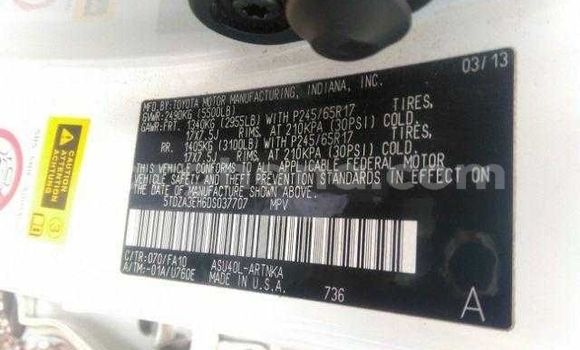 03/13
MFD.BY: TOYOTA MOTOR MANUFACTURING, INDIANA, INC.
GVWR: 2490KG (5500LB)
GAWR: FRT. 1340KG (2955LB) WITH P245/65R17 TIRES,
17X7.5J RIMS, AT 210KPA (30PSI) COLD.
RR. 1405KG (3100LB) WITH P245/65R17 TIRES,
17X7.5J RIMS, AT 210KPA (30PSI) COLD.
THIS VEHICLE CONFORMS TO ALL APPLICABLE FEDERAL MOTOR
VEHICLE SAFETY AND THEFT PREVENTION STANDARDS IN EFFECT ON
THE DATE OF MANUFACTURE SHOWN ABOVE.
5TDZA3EH6DS037707 MPV
C/TR: 070/FA10 ASU40L-ARTNKA
A/TM: -01A/U760E MADE IN U.S.A.
736
A
CAUTION
ATTENTION